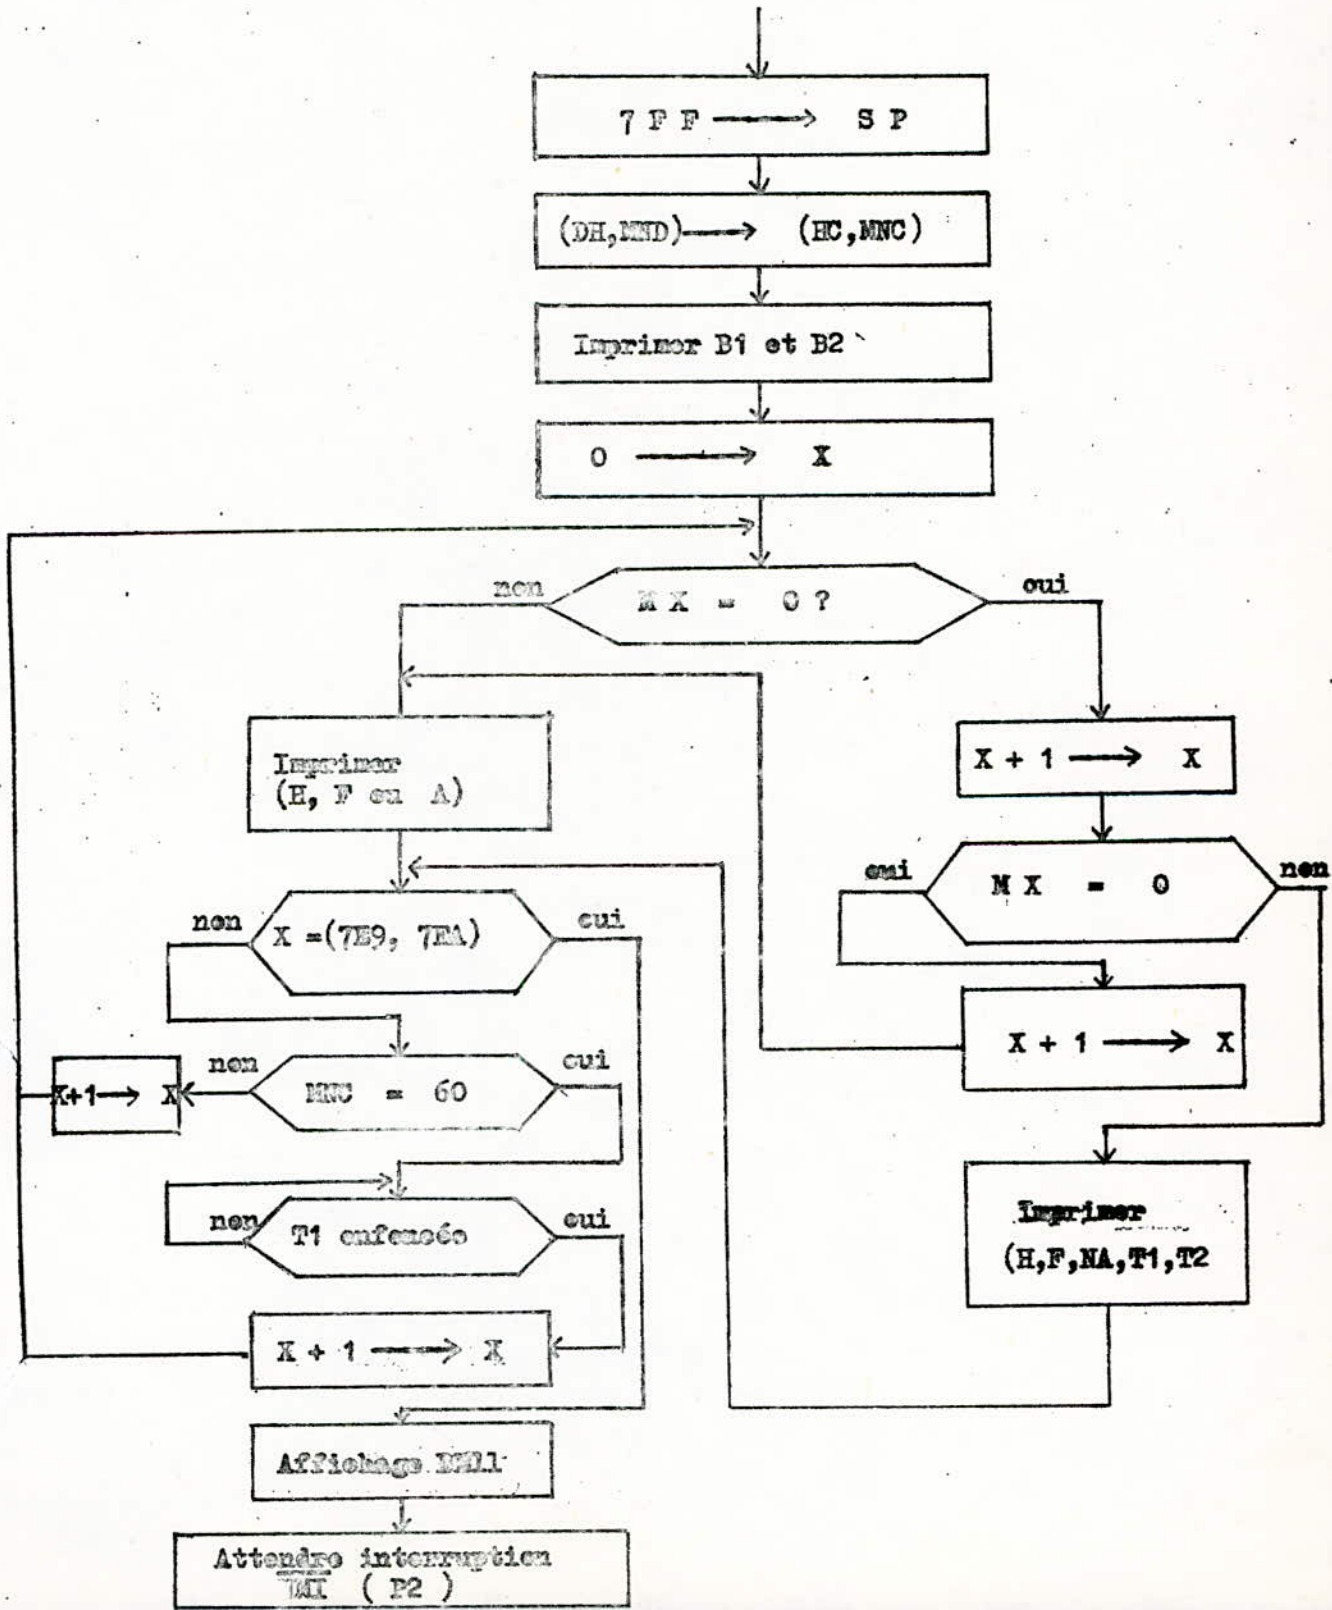 7 F F ⟶ S P
(DH,MND) ⟶ (HC,MNC)
Imprimer B1 et B2
0 ⟶ X
non
M X = 0 ?
oui
Imprimer
(H, F ou A)
X + 1 ⟶ X
oui
M X = 0
non
non
X =(7E9, 7EA)
oui
X + 1 ⟶ X
X+1 ⟶ X
non
MNC = 60
oui
non
T1 enfoncée
oui
Imprimer
(H,F,NA,T1,T2
X + 1 ⟶ X
Affichage
Attendre interruption
( P2 )